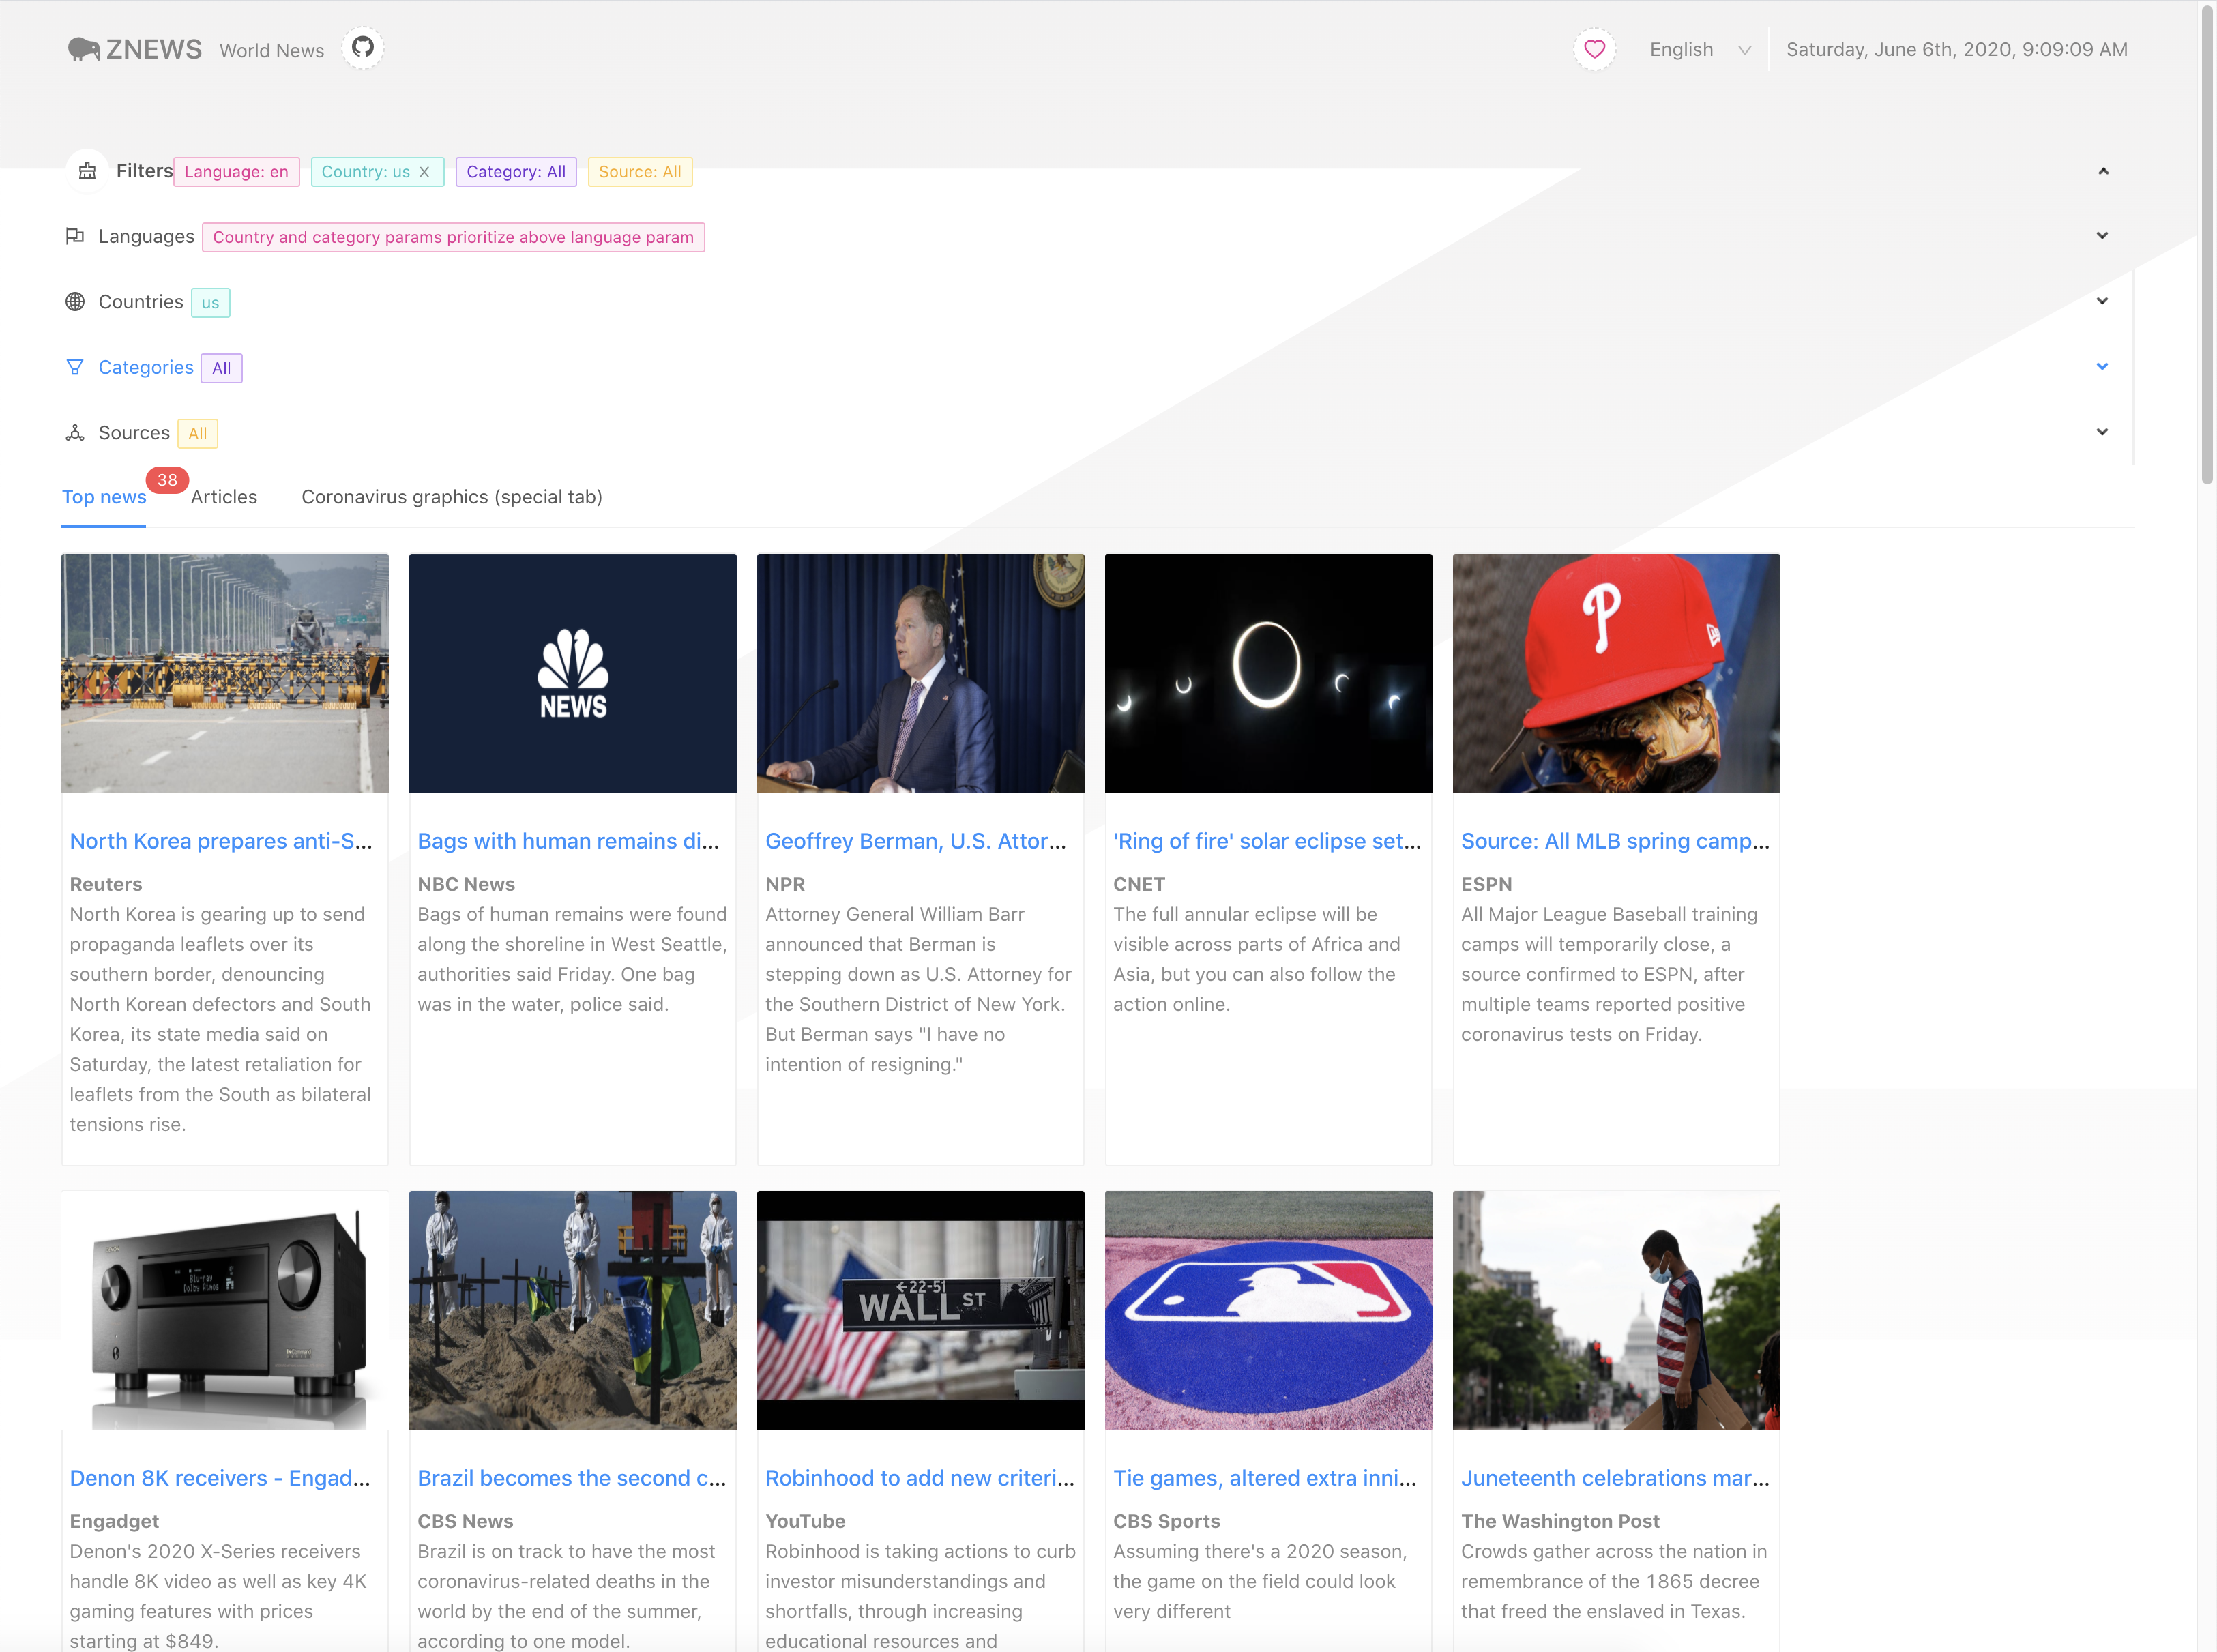 ZNEWS World News
English
Saturday, June 6th, 2020, 9:09:09 AM
Filters Language: en Country: us Category: All Source: All
Languages Country and category params prioritize above language param
Countries us
Categories All
Sources All
Top news 38 Articles Coronavirus graphics (special tab)
NEWS
P
North Korea prepares anti-S...
Reuters
North Korea is gearing up to send
propaganda leaflets over its
southern border, denouncing
North Korean defectors and South
Korea, its state media said on
Saturday, the latest retaliation for
leaflets from the South as bilateral
tensions rise.
Bags with human remains di...
NBC News
Bags of human remains were found
along the shoreline in West Seattle,
authorities said Friday. One bag
was in the water, police said.
Geoffrey Berman, U.S. Attor...
NPR
Attorney General William Barr
announced that Berman is
stepping down as U.S. Attorney for
the Southern District of New York.
But Berman says "I have no
intention of resigning."
'Ring of fire' solar eclipse set...
CNET
The full annular eclipse will be
visible across parts of Africa and
Asia, but you can also follow the
action online.
Source: All MLB spring camp...
ESPN
All Major League Baseball training
camps will temporarily close, a
source confirmed to ESPN, after
multiple teams reported positive
coronavirus tests on Friday.
Blu-ray
Dolby Atmos
←22-51
WALL ST
Denon 8K receivers - Engad...
Engadget
Denon's 2020 X-Series receivers
handle 8K video as well as key 4K
gaming features with prices
starting at $849.
Brazil becomes the second c...
CBS News
Brazil is on track to have the most
coronavirus-related deaths in the
world by the end of the summer,
according to one model.
Robinhood to add new criteri...
YouTube
Robinhood is taking actions to curb
investor misunderstandings and
shortfalls, through increasing
educational resources and
Tie games, altered extra inni...
CBS Sports
Assuming there's a 2020 season,
the game on the field could look
very different
Juneteenth celebrations mar...
The Washington Post
Crowds gather across the nation in
remembrance of the 1865 decree
that freed the enslaved in Texas.